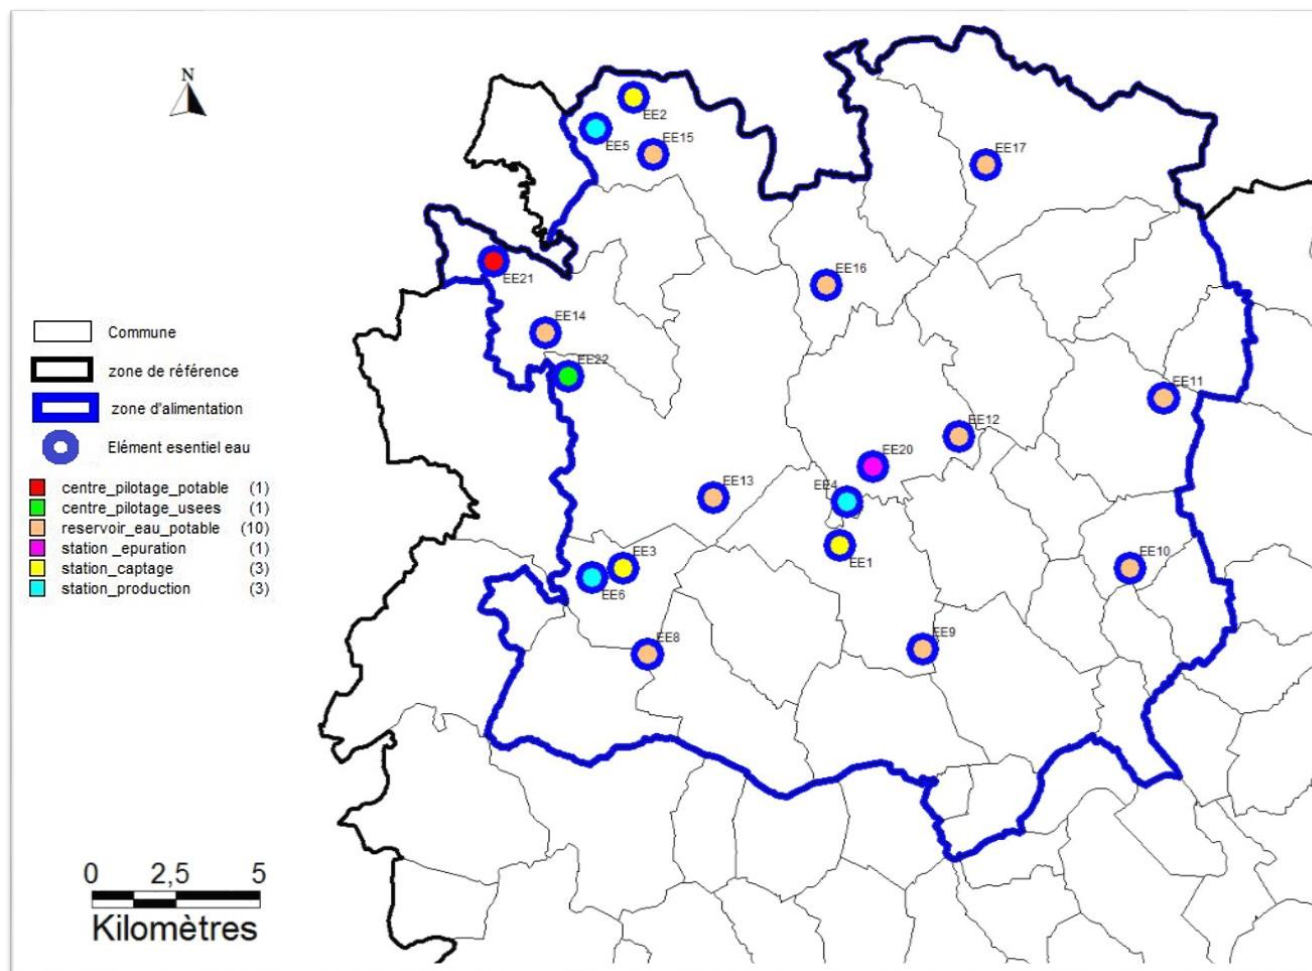 N
EE2
EE5
EE15
EE17
EE21
EE16
EE14
EE22
EE11
EE12
EE20
EE13
EE4
EE3
EE1
EE10
EE6
EE8
EE9
Commune
zone de référence
zone d'alimentation
Elément essentiel eau
centre_pilotage_potable (1)
centre_pilotage_usees (1)
reservoir_eau_potable (10)
station _epuration (1)
station_captage (3)
station_production (3)
0 2,5 5
Kilomètres